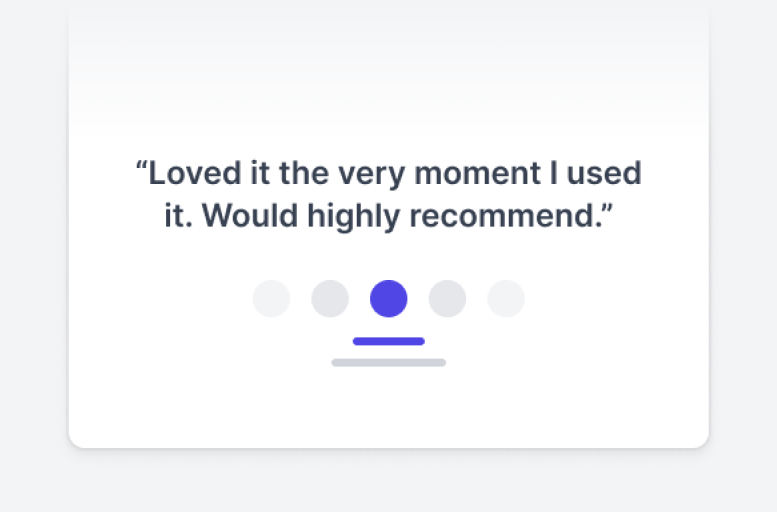 “Loved it the very moment I used
it. Would highly recommend.”